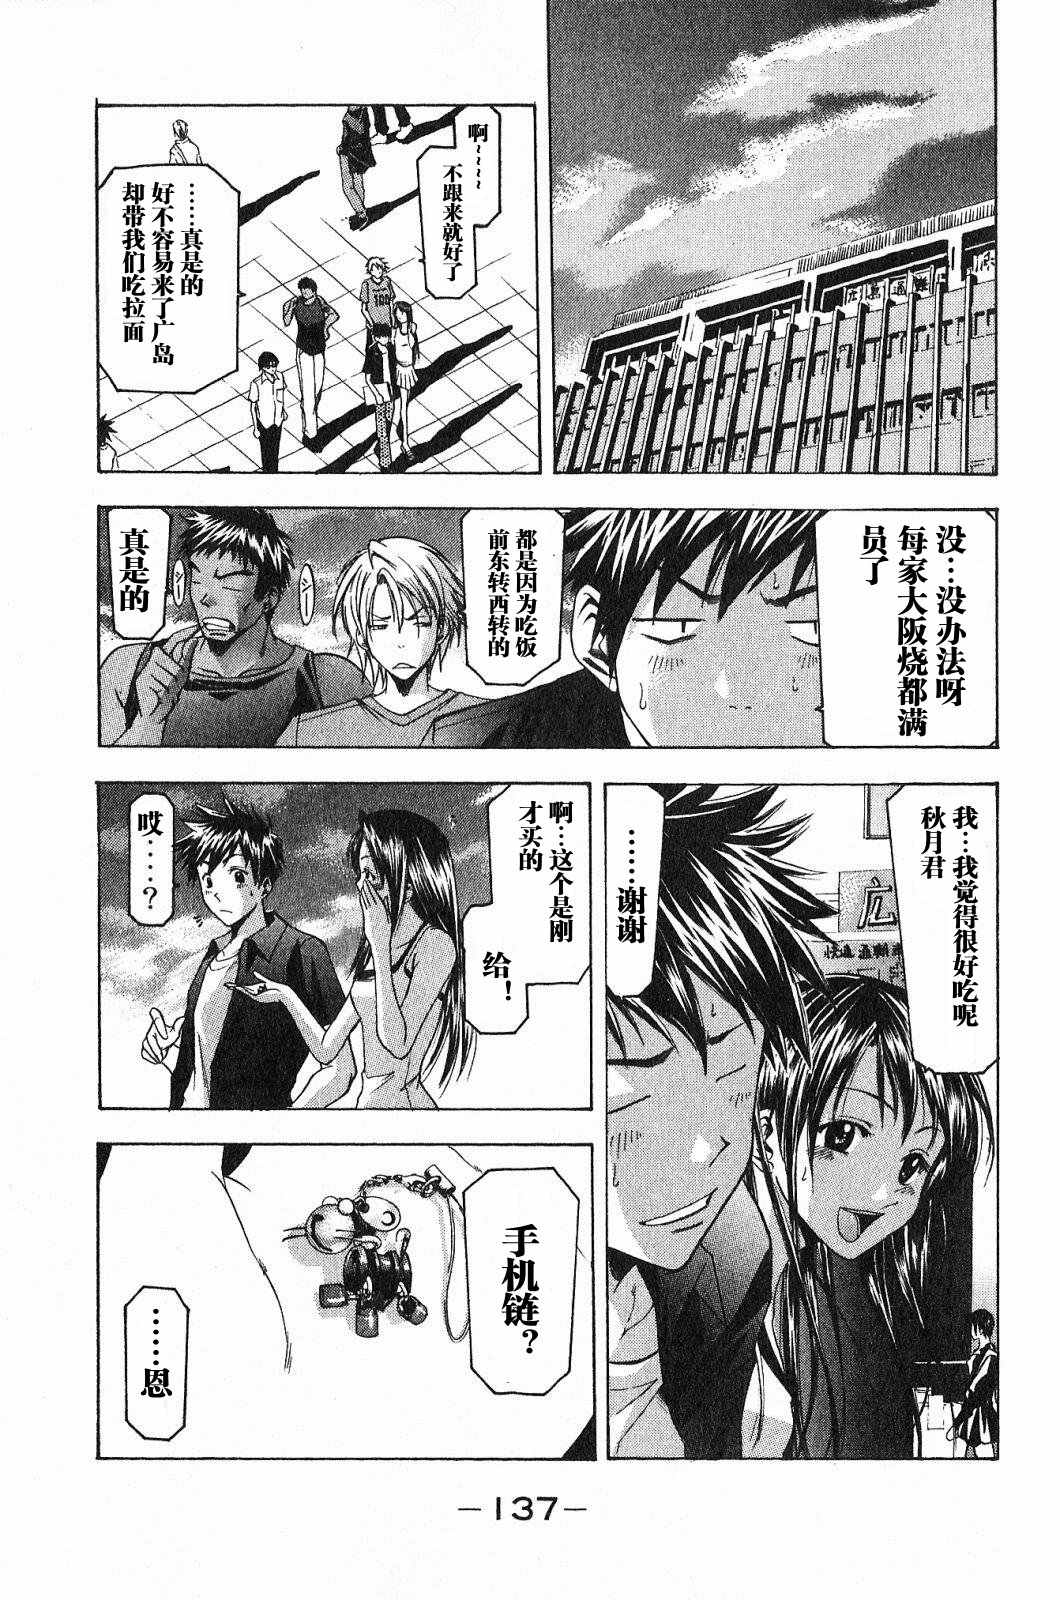 啊~~~~
不跟来就好了
……真是的
好不容易来了广岛
却带我们吃拉面
没…没办法呀
每家大阪烧都满
员了
都是因为吃饭
前东转西转的
真是的
我…我觉得很好吃呢
秋月君
……谢谢
啊…这个是刚
才买的
给！
哎……？
手机链？
……恩
-137-